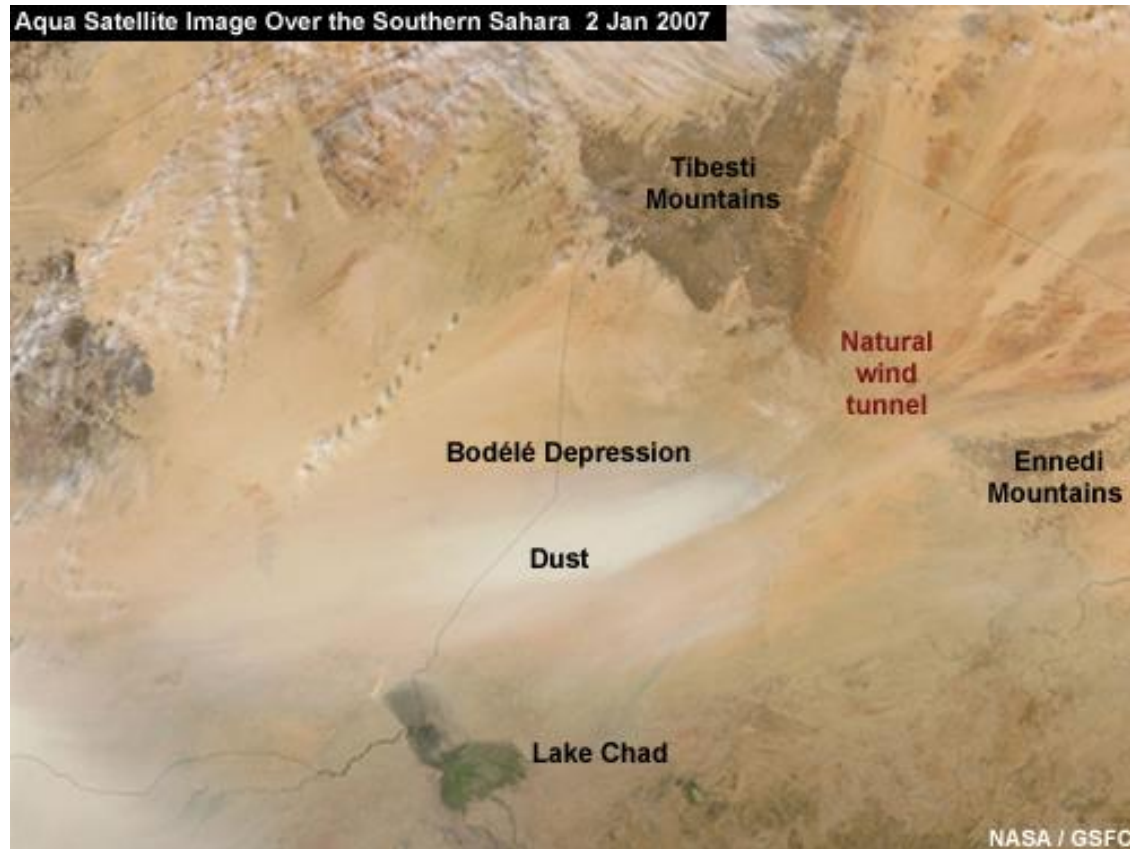 Aqua Satellite Image Over the Southern Sahara 2 Jan 2007
Tibesti
Mountains
Natural
wind
tunnel
Bodélé Depression
Ennedi
Mountains
Dust
Lake Chad
NASA / GSFC